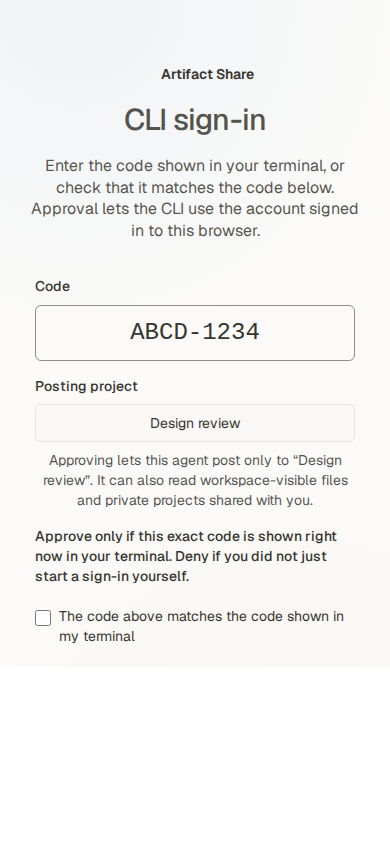 Artifact Share
CLI sign-in
Enter the code shown in your terminal, or
check that it matches the code below.
Approval lets the CLI use the account signed
in to this browser.
Code
ABCD-1234
Posting project
Design review
Approving lets this agent post only to “Design
review”. It can also read workspace-visible files
and private projects shared with you.
Approve only if this exact code is shown right
now in your terminal. Deny if you did not just
start a sign-in yourself.
The code above matches the code shown in
my terminal